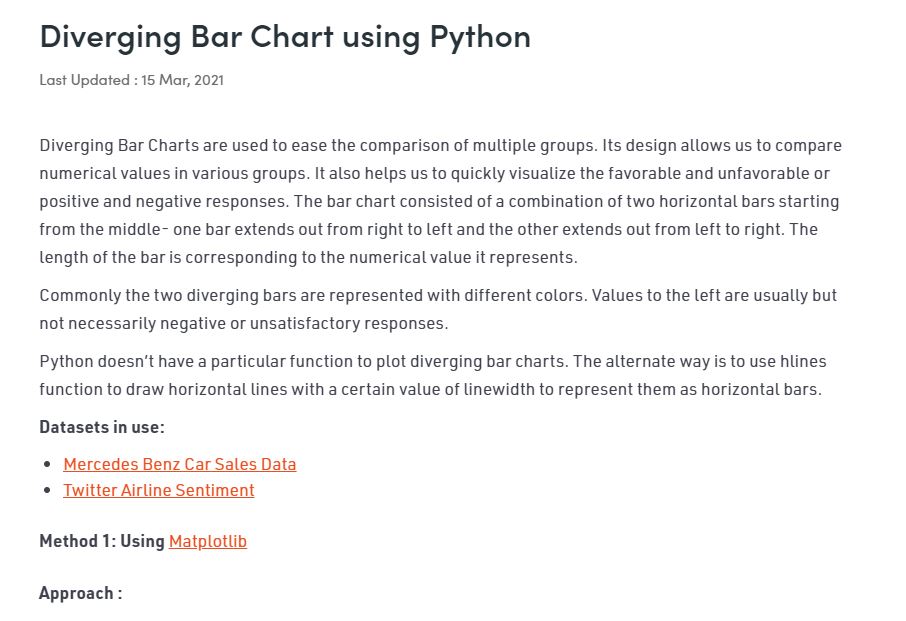 Diverging Bar Chart using Python
Last Updated : 15 Mar, 2021
Diverging Bar Charts are used to ease the comparison of multiple groups. Its design allows us to compare
numerical values in various groups. It also helps us to quickly visualize the favorable and unfavorable or
positive and negative responses. The bar chart consisted of a combination of two horizontal bars starting
from the middle- one bar extends out from right to left and the other extends out from left to right. The
length of the bar is corresponding to the numerical value it represents.
Commonly the two diverging bars are represented with different colors. Values to the left are usually but
not necessarily negative or unsatisfactory responses.
Python doesn’t have a particular function to plot diverging bar charts. The alternate way is to use hlines
function to draw horizontal lines with a certain value of linewidth to represent them as horizontal bars.
Datasets in use:
• Mercedes Benz Car Sales Data
• Twitter Airline Sentiment
Method 1: Using Matplotlib
Approach :